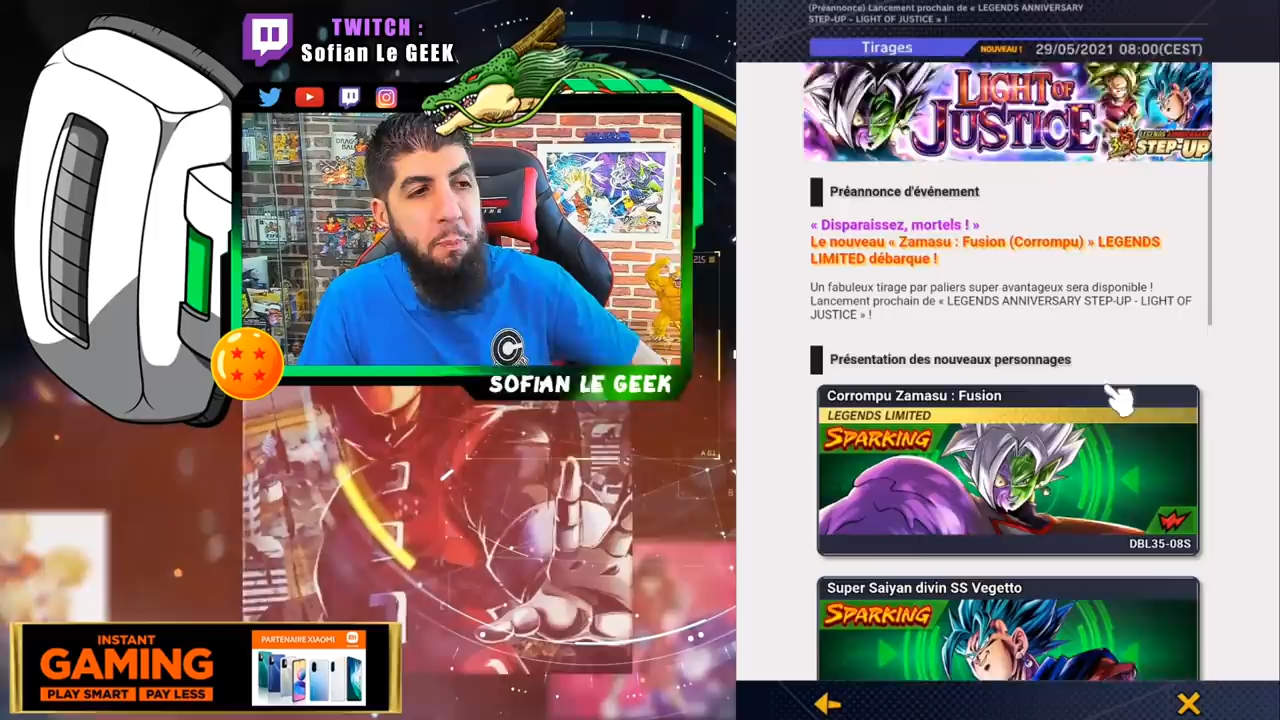 TWITCH :
Sofian Le GEEK
SOFIAN LE GEEK
INSTANT
GAMING
PLAY SMART
PAY LESS
PARTENAIRE XIAOMI
(Préannonce) Lancement prochain de « LEGENDS ANNIVERSARY
STEP-UP - LIGHT OF JUSTICE » !
Tirages
NOUVEAU !
29/05/2021 08:00(CEST)
LIGHT OF
JUSTICE
LEGENDS ANNIVERSARY
STEP-UP
Préannonce d'événement
« Disparaissez, mortels ! »
Le nouveau « Zamasu : Fusion (Corrompu) » LEGENDS
LIMITED débarque !
Un fabuleux tirage par paliers super avantageux sera disponible !
Lancement prochain de « LEGENDS ANNIVERSARY STEP-UP - LIGHT OF
JUSTICE » !
Présentation des nouveaux personnages
Corrompu Zamasu : Fusion
LEGENDS LIMITED
SPARKING
DBL35-08S
Super Saiyan divin SS Vegetto
SPARKING